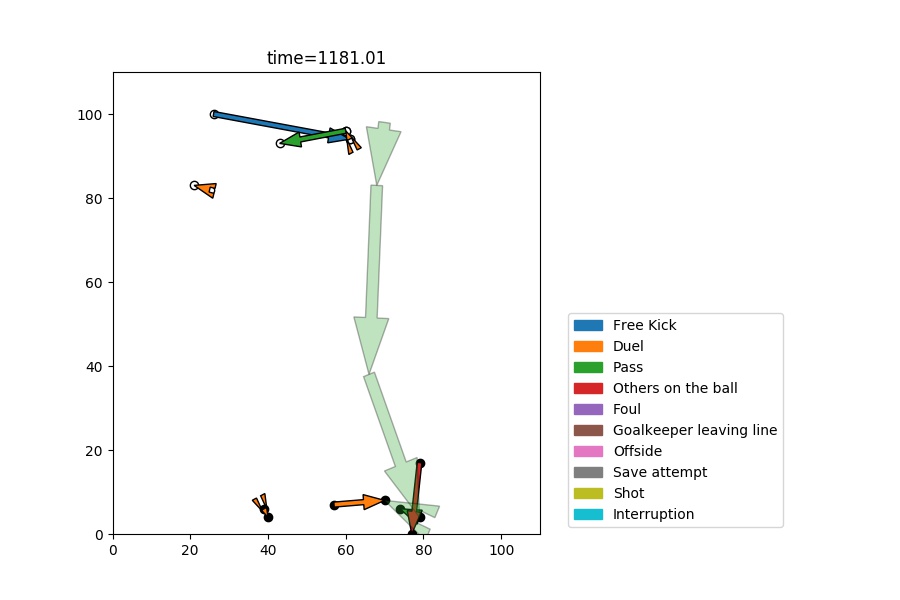 time=1181.01
100
80
60
40
20
0
0 20 40 60 80 100
Free Kick
Duel
Pass
Others on the ball
Foul
Goalkeeper leaving line
Offside
Save attempt
Shot
Interruption